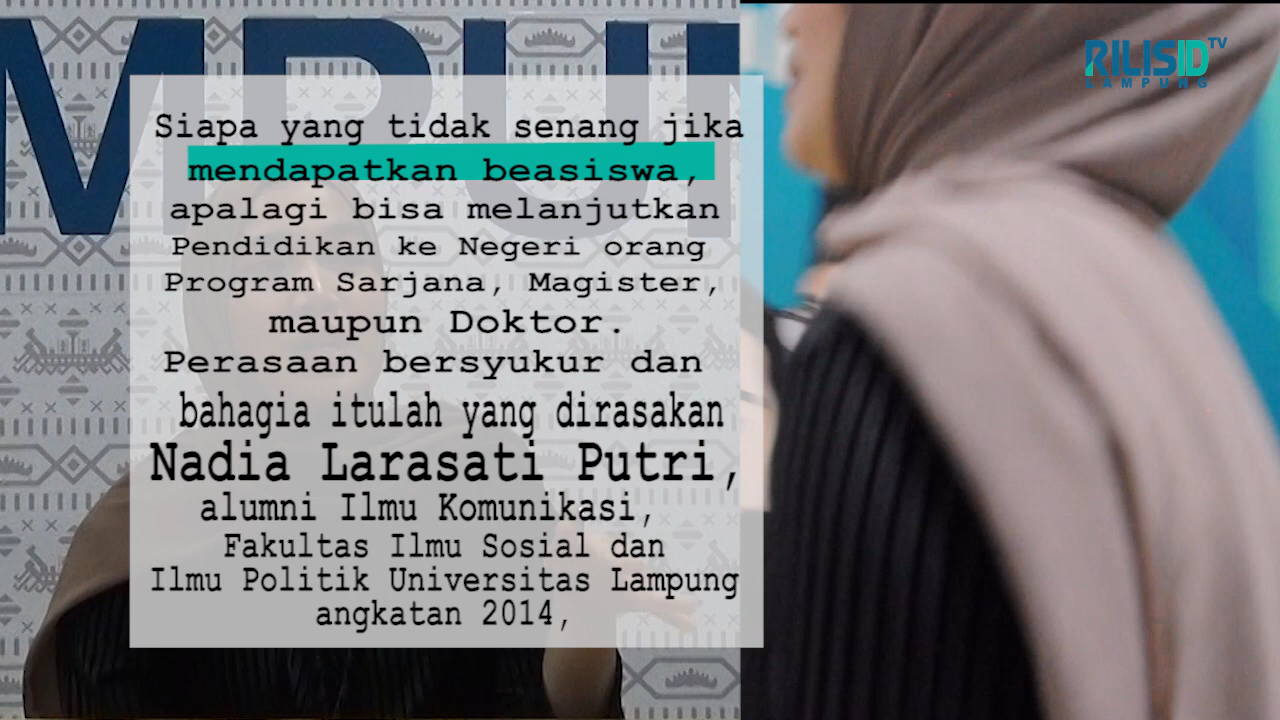 MPUN
RILISID TV
LAMPUNG
Siapa yang tidak senang jika
mendapatkan beasiswa,
apalagi bisa melanjutkan
Pendidikan ke Negeri orang
Program Sarjana, Magister,
maupun Doktor.
Perasaan bersyukur dan
bahagia itulah yang dirasakan
Nadia Larasati Putri,
alumni Ilmu Komunikasi,
Fakultas Ilmu Sosial dan
Ilmu Politik Universitas Lampung
angkatan 2014,